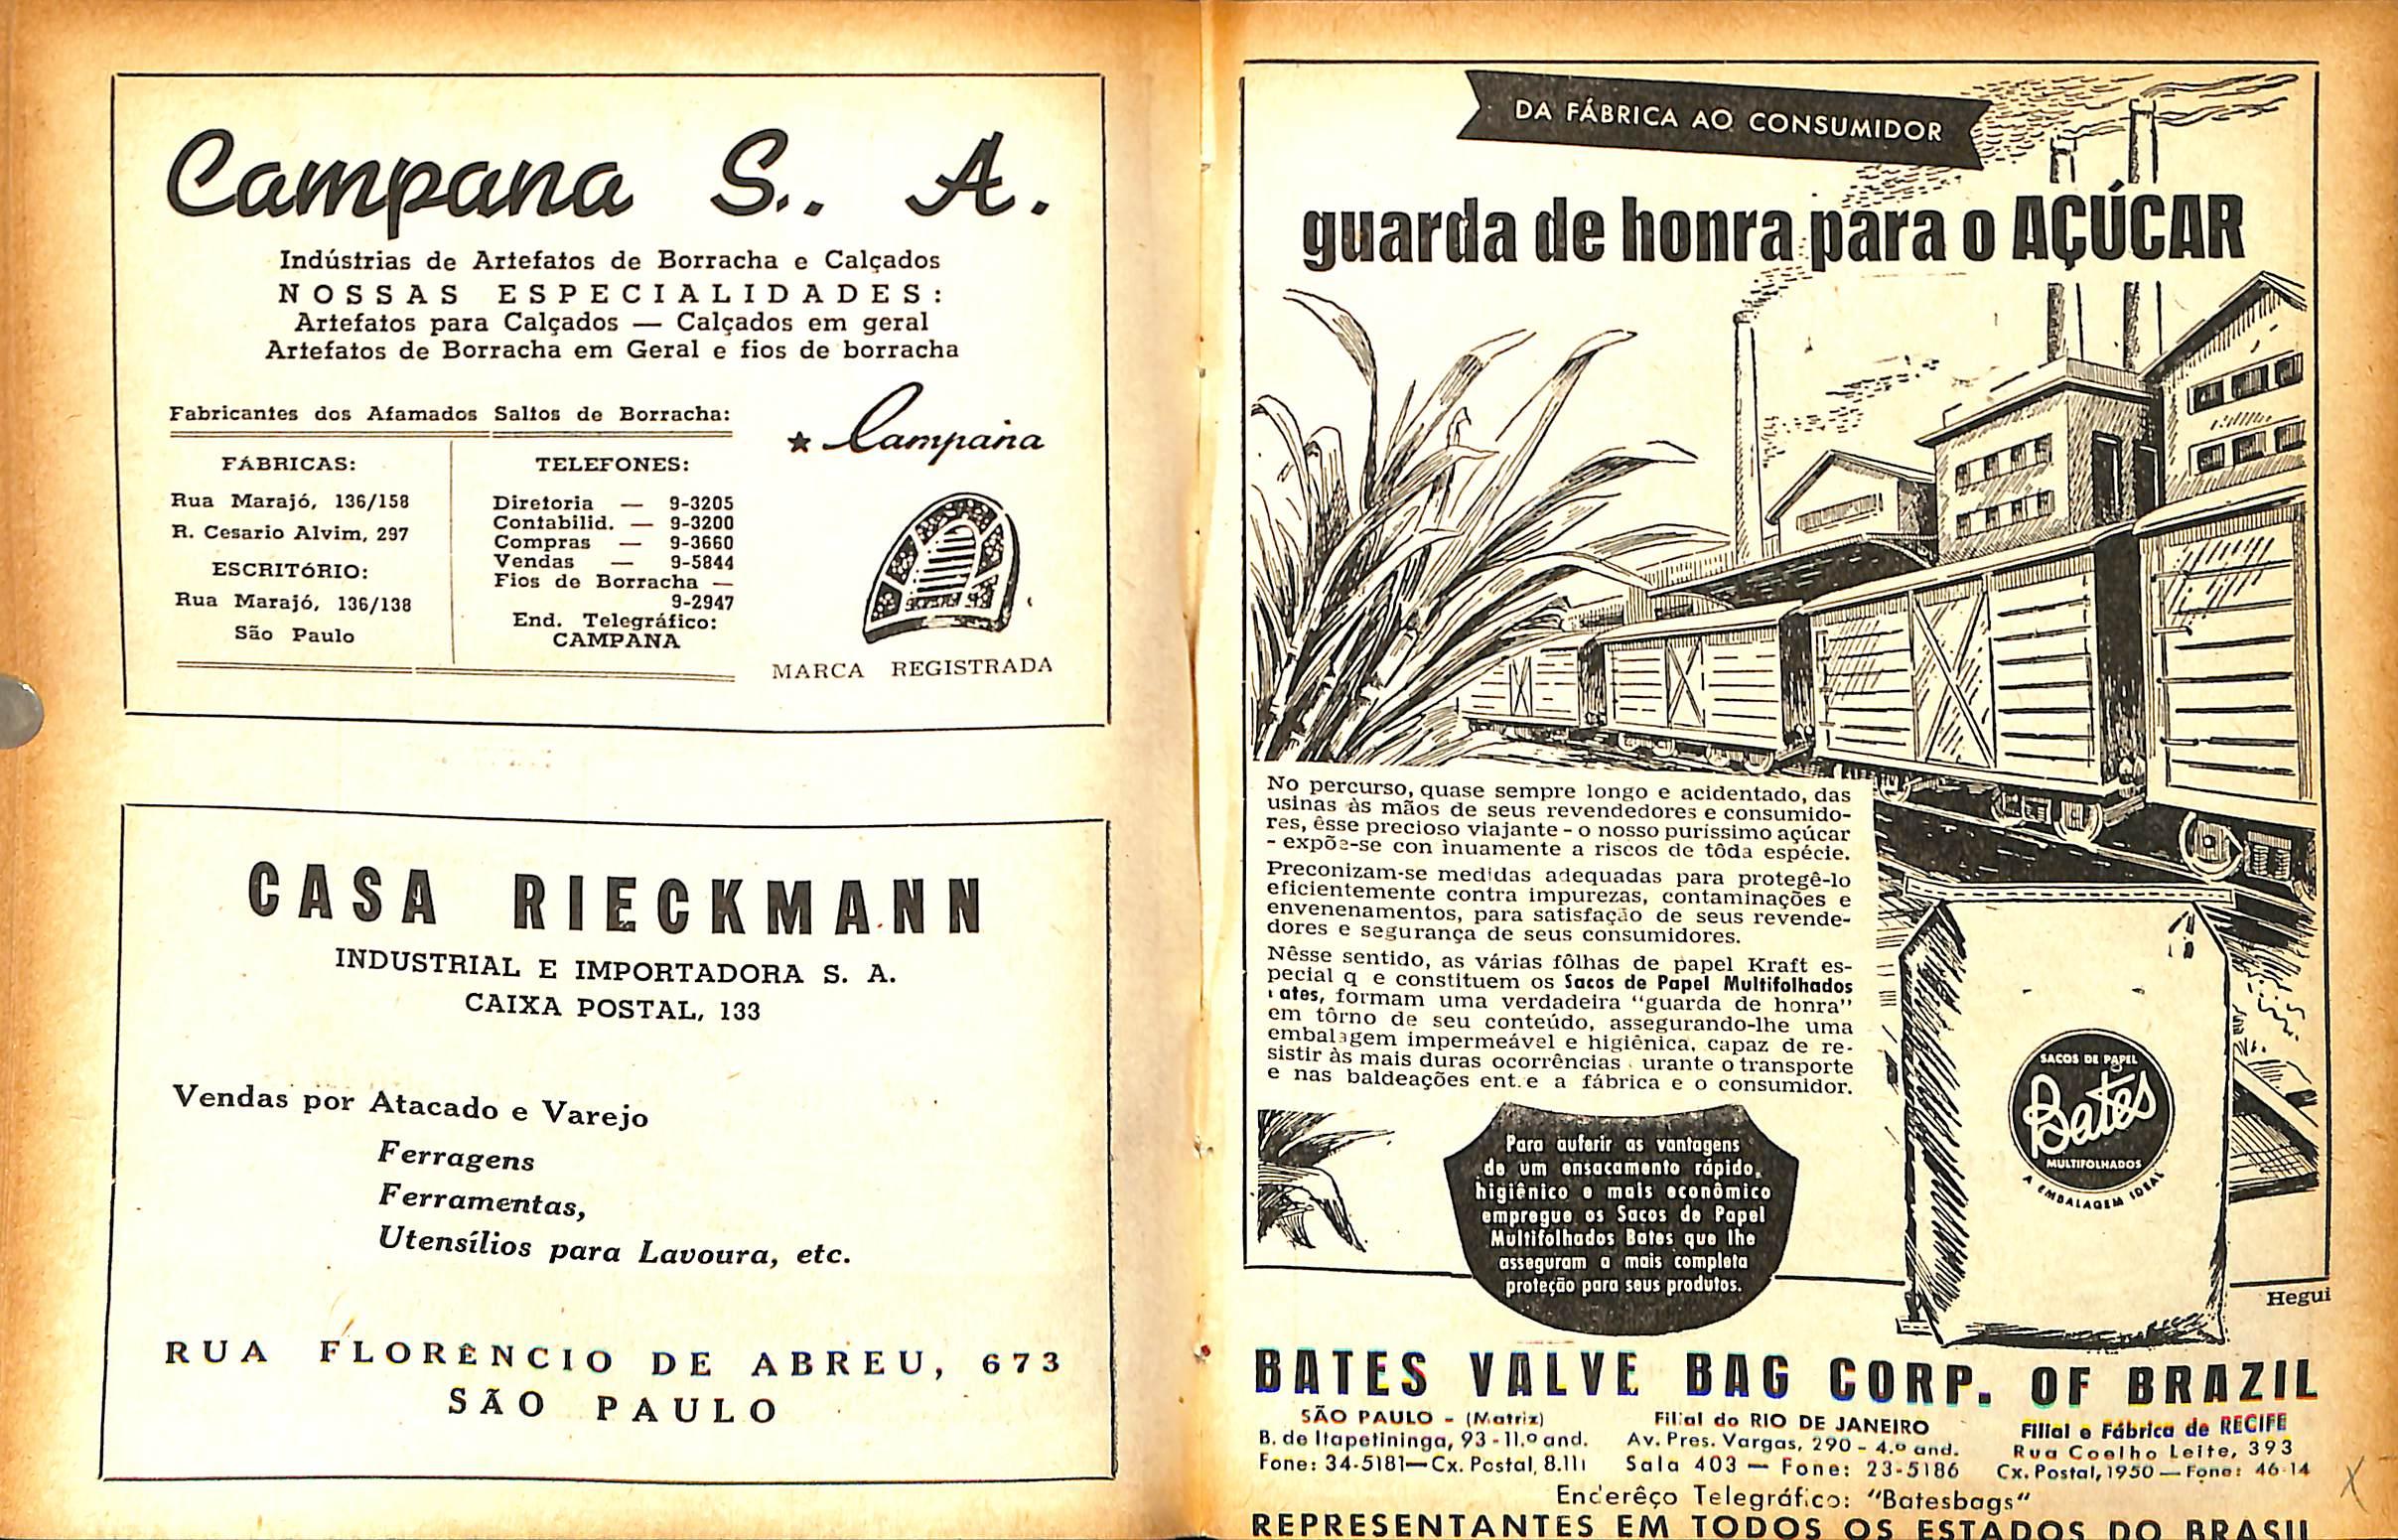 Campana S. A.
Indústrias de Artefatos de Borracha e Calçados
NOSSAS ESPECIALIDADES:
Artefatos para Calçados — Calçados em geral
Artefatos de Borracha em Geral e fios de borracha
Fabricantes dos Afamados Saltos de Borracha:
FÁBRICAS:
Rua Marajó, 136/158
R. Cesario Alvim, 297
ESCRITÓRIO:
Rua Marajó, 136/138
São Paulo
TELEFONES:
Diretoria — 9-3205
Contabilid. — 9-3200
Compras — 9-3660
Vendas — 9-5844
Fios de Borracha —
9-2947
End. Telegráfico:
CAMPANA
★ Campana
MARCA REGISTRADA
CASA RIECKMANN
INDUSTRIAL E IMPORTADORA S. A.
CAIXA POSTAL, 133
Vendas por Atacado e Varejo
Ferragens
Ferramentas,
Utensílios para Lavoura, etc.
RUA FLORÊNCIO DE ABREU, 673
SÃO PAULO
DA FÁBRICA AO CONSUMIDOR
guarda de honra para o AÇÚCAR
No percurso, quase sempre longo e acidentado, das
usinas às mãos de seus revendedores e consumido-
res, êsse precioso viajante - o nosso puríssimo açúcar
- expõe-se con inuamente a riscos de tôda espécie.
Preconizam-se medidas adequadas para protegê-lo
eficientemente contra impurezas, contaminações e
envenenamentos, para satisfação de seus revende-
dores e segurança de seus consumidores.
Nêsse sentido, as várias fôlhas de papel Kraft es-
pecial q e constituem os Sacos de Papel Multifolhados
ates, formam uma verdadeira "guarda de honra"
em tôrno de seu conteúdo, assegurando-lhe uma
embalagem impermeável e higiênica, capaz de re-
sistir às mais duras ocorrências urante o transporte
e nas baldeações ent.e a fábrica e o consumidor.
Para auferir as vantagens
de um ensacamento rápido,
higiênico e mais econômico
empregue os Sacos de Papel
Multifolhados Bates que lhe
asseguram a mais completa
proteção para seus produtos.
SACOS DE PAPEL
Bates
MULTIFOLHADOS
A EMBALAGEM IDEAL
Hegui
BATES VALVE BAG CORP. OF BRAZIL
SÃO PAULO - (Matriz)
B. de Itapetininga, 93 - 11.º and.
Fone: 34-5181—Cx. Postal, 8.111
Filial do RIO DE JANEIRO
Av. Pres. Vargas, 290 - 4.º and.
Sala 403 — Fone: 23-5186
Filial e Fábrica de RECIFE
Rua Coelho Leite, 393
Cx. Postal, 1950 — Fone: 46-14
Enderêço Telegráfico: "Batesbags"
REPRESENTANTES EM TODOS OS ESTADOS DO BRASIL